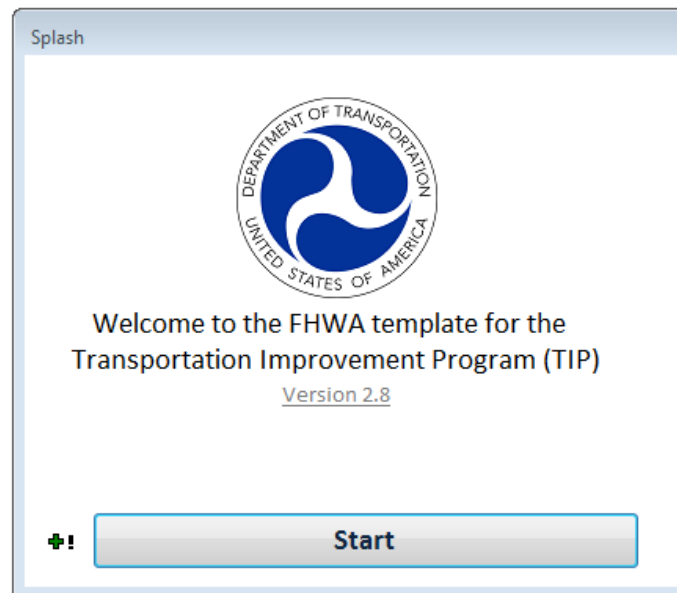 Splash
DEPARTMENT OF TRANSPORTATION
UNITED STATES OF AMERICA
Welcome to the FHWA template for the
Transportation Improvement Program (TIP)
Version 2.8
!
Start